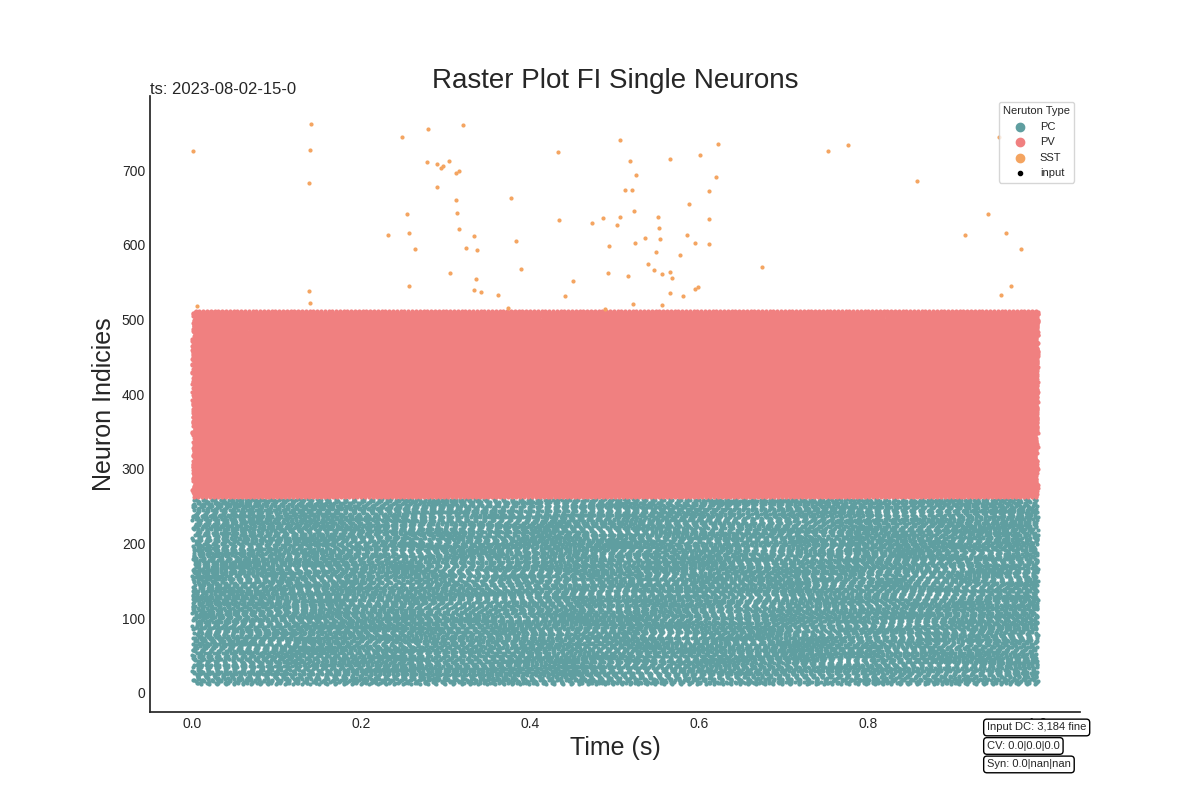 Raster Plot FI Single Neurons
ts: 2023-08-02-15-0
Neruton Type
PC
PV
SST
input
Neuron Indicies
700
600
500
400
300
200
100
0
0.0
0.2
0.4
0.6
0.8
Time (s)
Input DC: 3,184 fine
CV: 0.0|0.0|0.0
Syn: 0.0|nan|nan